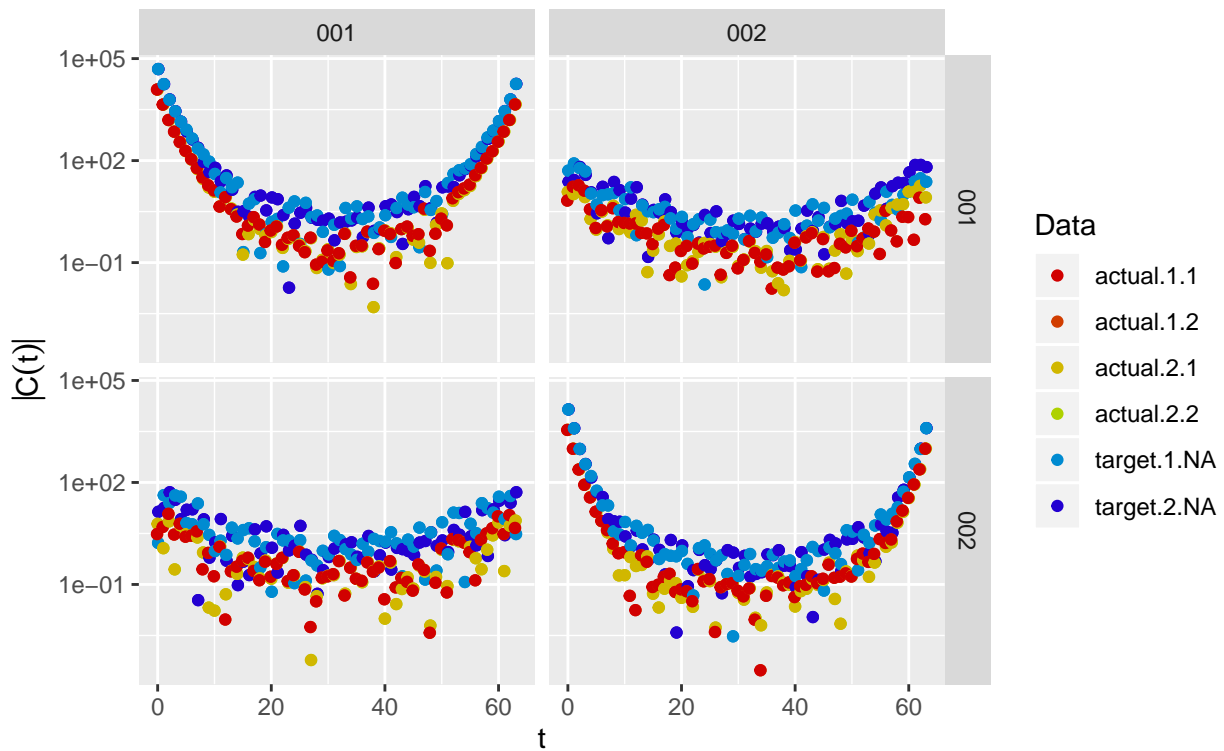 001
002
1e+05
1e+02
1e−01
001
1e+05
1e+02
1e−01
002
0
20
40
60
0
20
40
60
t
|C(t)|
Data
actual.1.1
actual.1.2
actual.2.1
actual.2.2
target.1.NA
target.2.NA